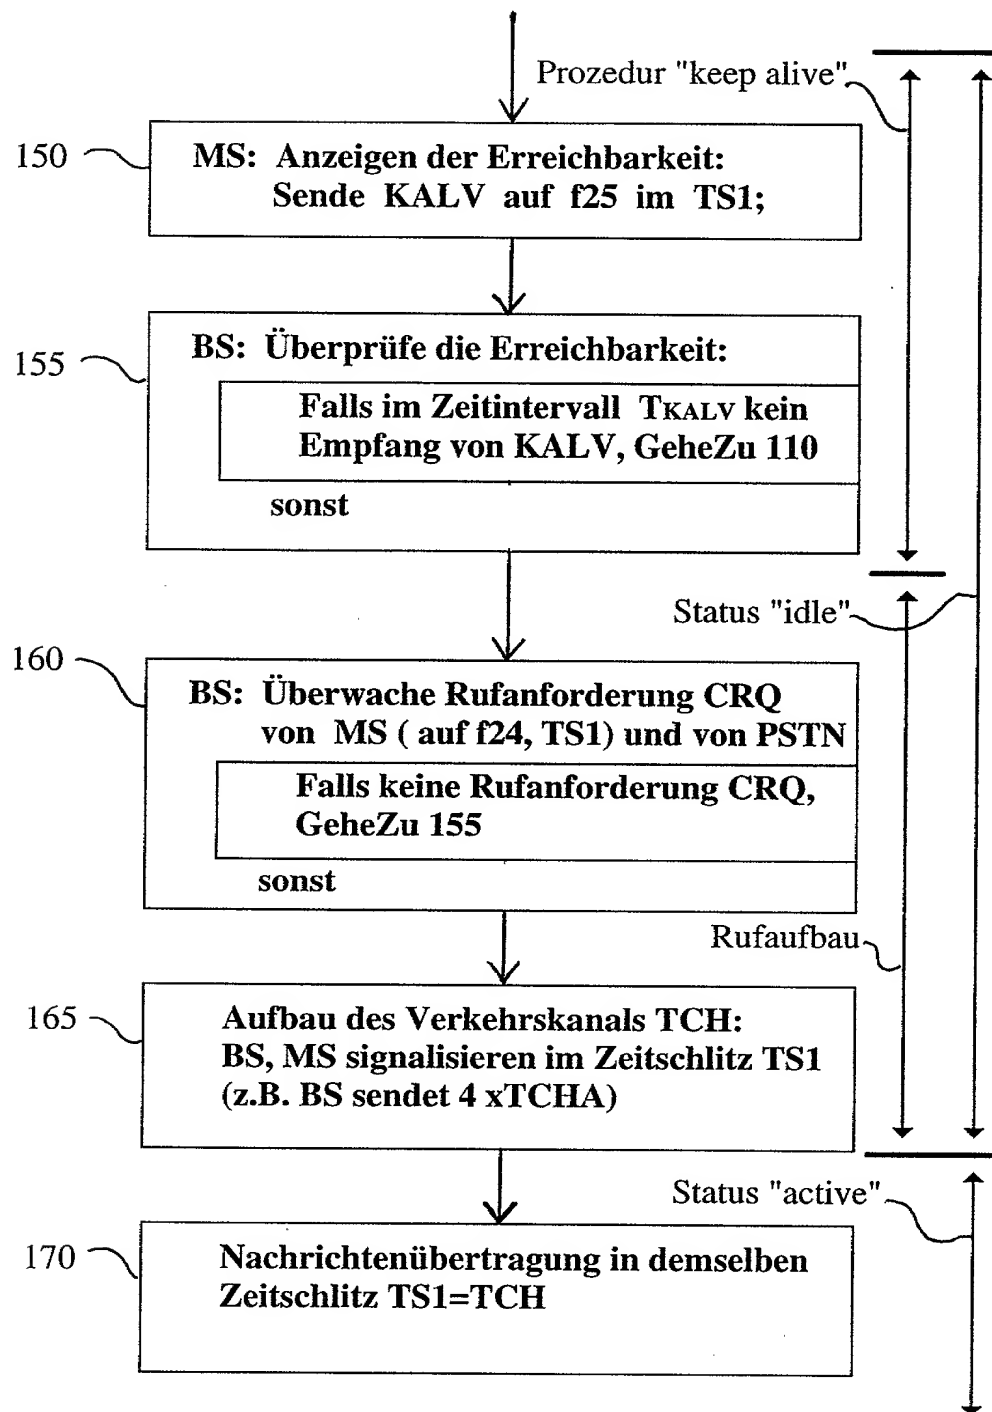 Prozedur "keep alive"
150
MS: Anzeigen der Erreichbarkeit:
Sende KALV auf f25 im TS1;
155
BS: Überprüfe die Erreichbarkeit:
Falls im Zeitintervall TKALV kein
Empfang von KALV, GeheZu 110
sonst
Status "idle"
160
BS: Überwache Rufanforderung CRQ
von MS ( auf f24, TS1) und von PSTN
Falls keine Rufanforderung CRQ,
GeheZu 155
sonst
Rufaufbau
165
Aufbau des Verkehrskanals TCH:
BS, MS signalisieren im Zeitschlitz TS1
(z.B. BS sendet 4 xTCHA)
Status "active"
170
Nachrichtenübertragung in demselben
Zeitschlitz TS1=TCH